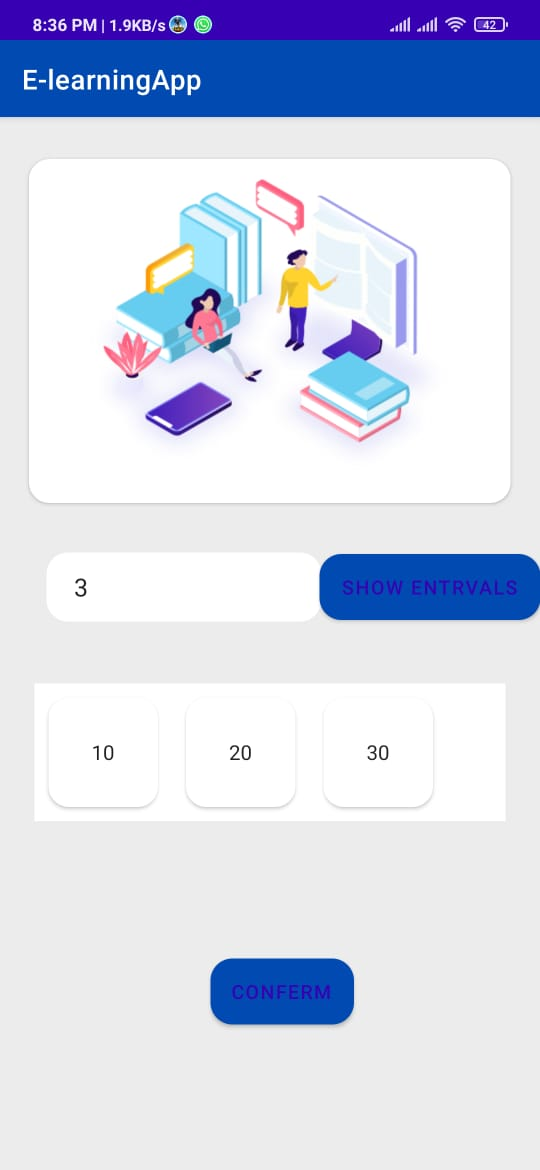 8:36 PM | 1.9KB/s 42
E-learningApp
3 SHOW ENTRVALS
10 20 30
CONFERM